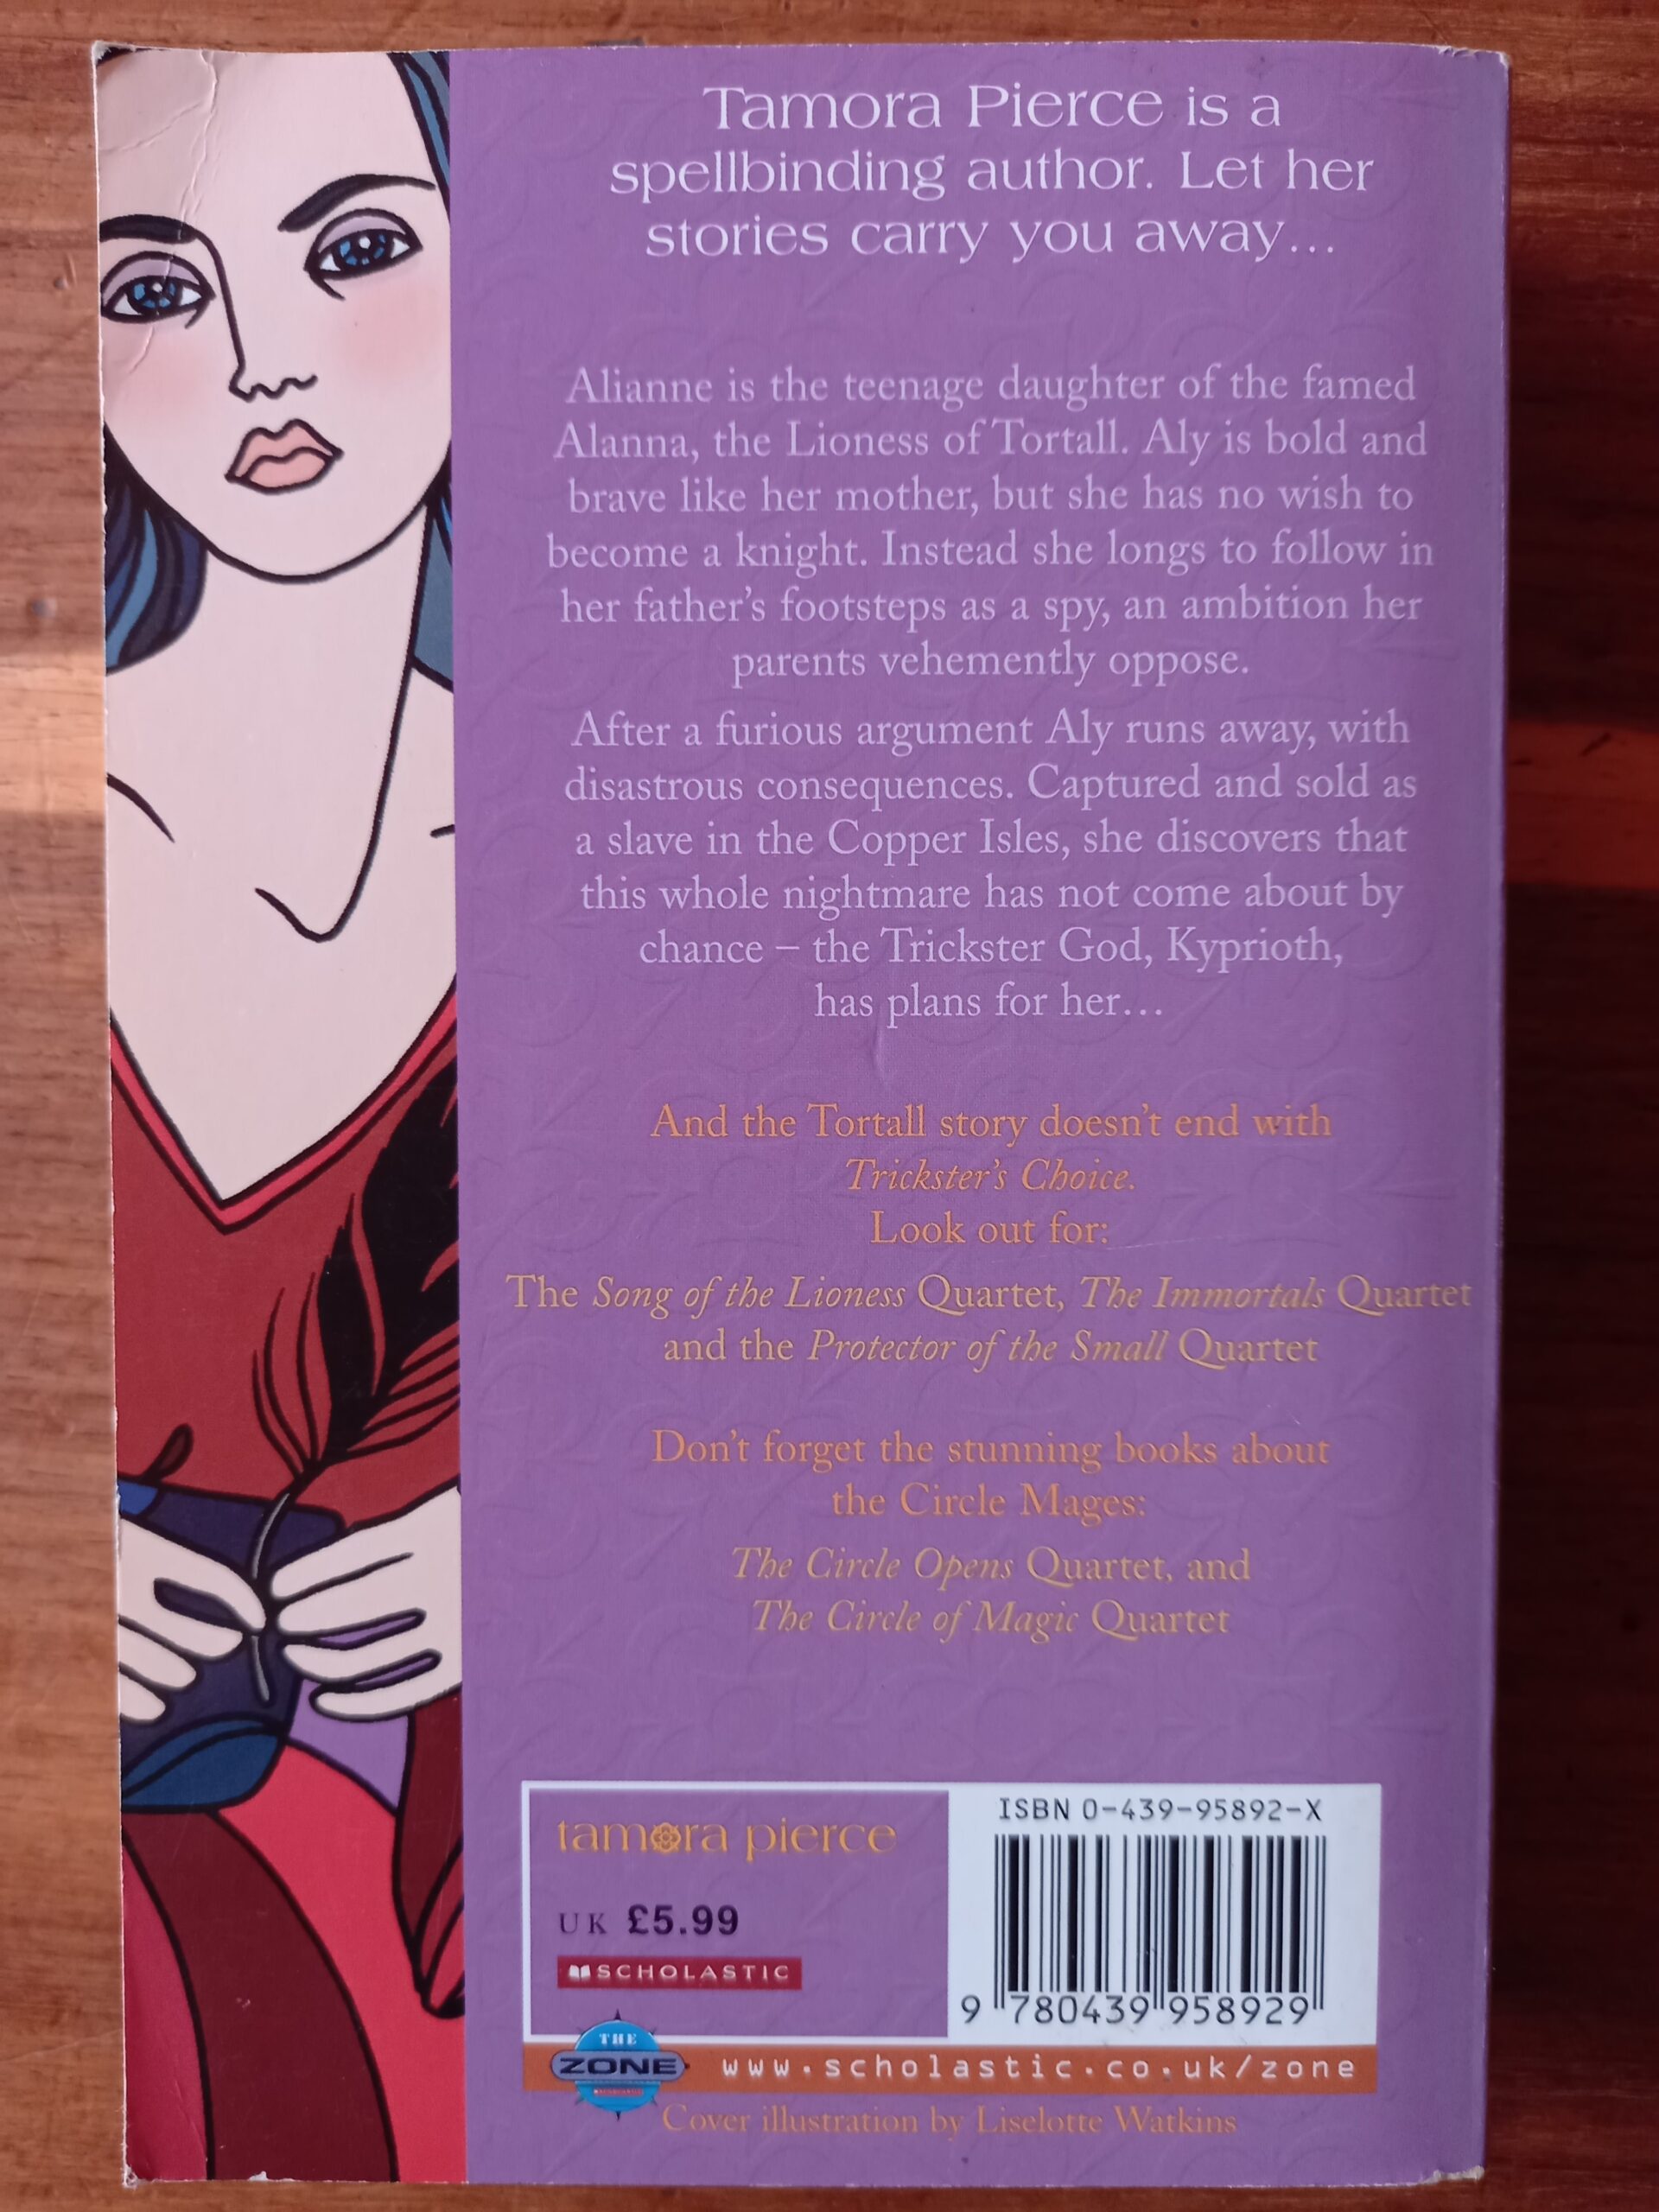 Tamora Pierce is a
spellbinding author. Let her
stories carry you away...
Alianne is the teenage daughter of the famed
Alanna, the Lioness of Tortall. Aly is bold and
brave like her mother, but she has no wish to
become a knight. Instead she longs to follow in
her father's footsteps as a spy, an ambition her
parents vehemently oppose.
After a furious argument Aly runs away, with
disastrous consequences. Captured and sold as
a slave in the Copper Isles, she discovers that
this whole nightmare has not come about by
chance – the Trickster God, Kyprioth,
has plans for her...
And the Tortall story doesn't end with
Trickster's Choice.
Look out for:
The Song of the Lioness Quartet, The Immortals Quartet
and the Protector of the Small Quartet
Don't forget the stunning books about
the Circle Mages:
The Circle Opens Quartet, and
The Circle of Magic Quartet
tamora pierce
UK £5.99
SCHOLASTIC
ISBN 0-439-95892-X
9 780439 958929
THE
ZONE
www.scholastic.co.uk/zone
Cover illustration by Liselotte Watkins